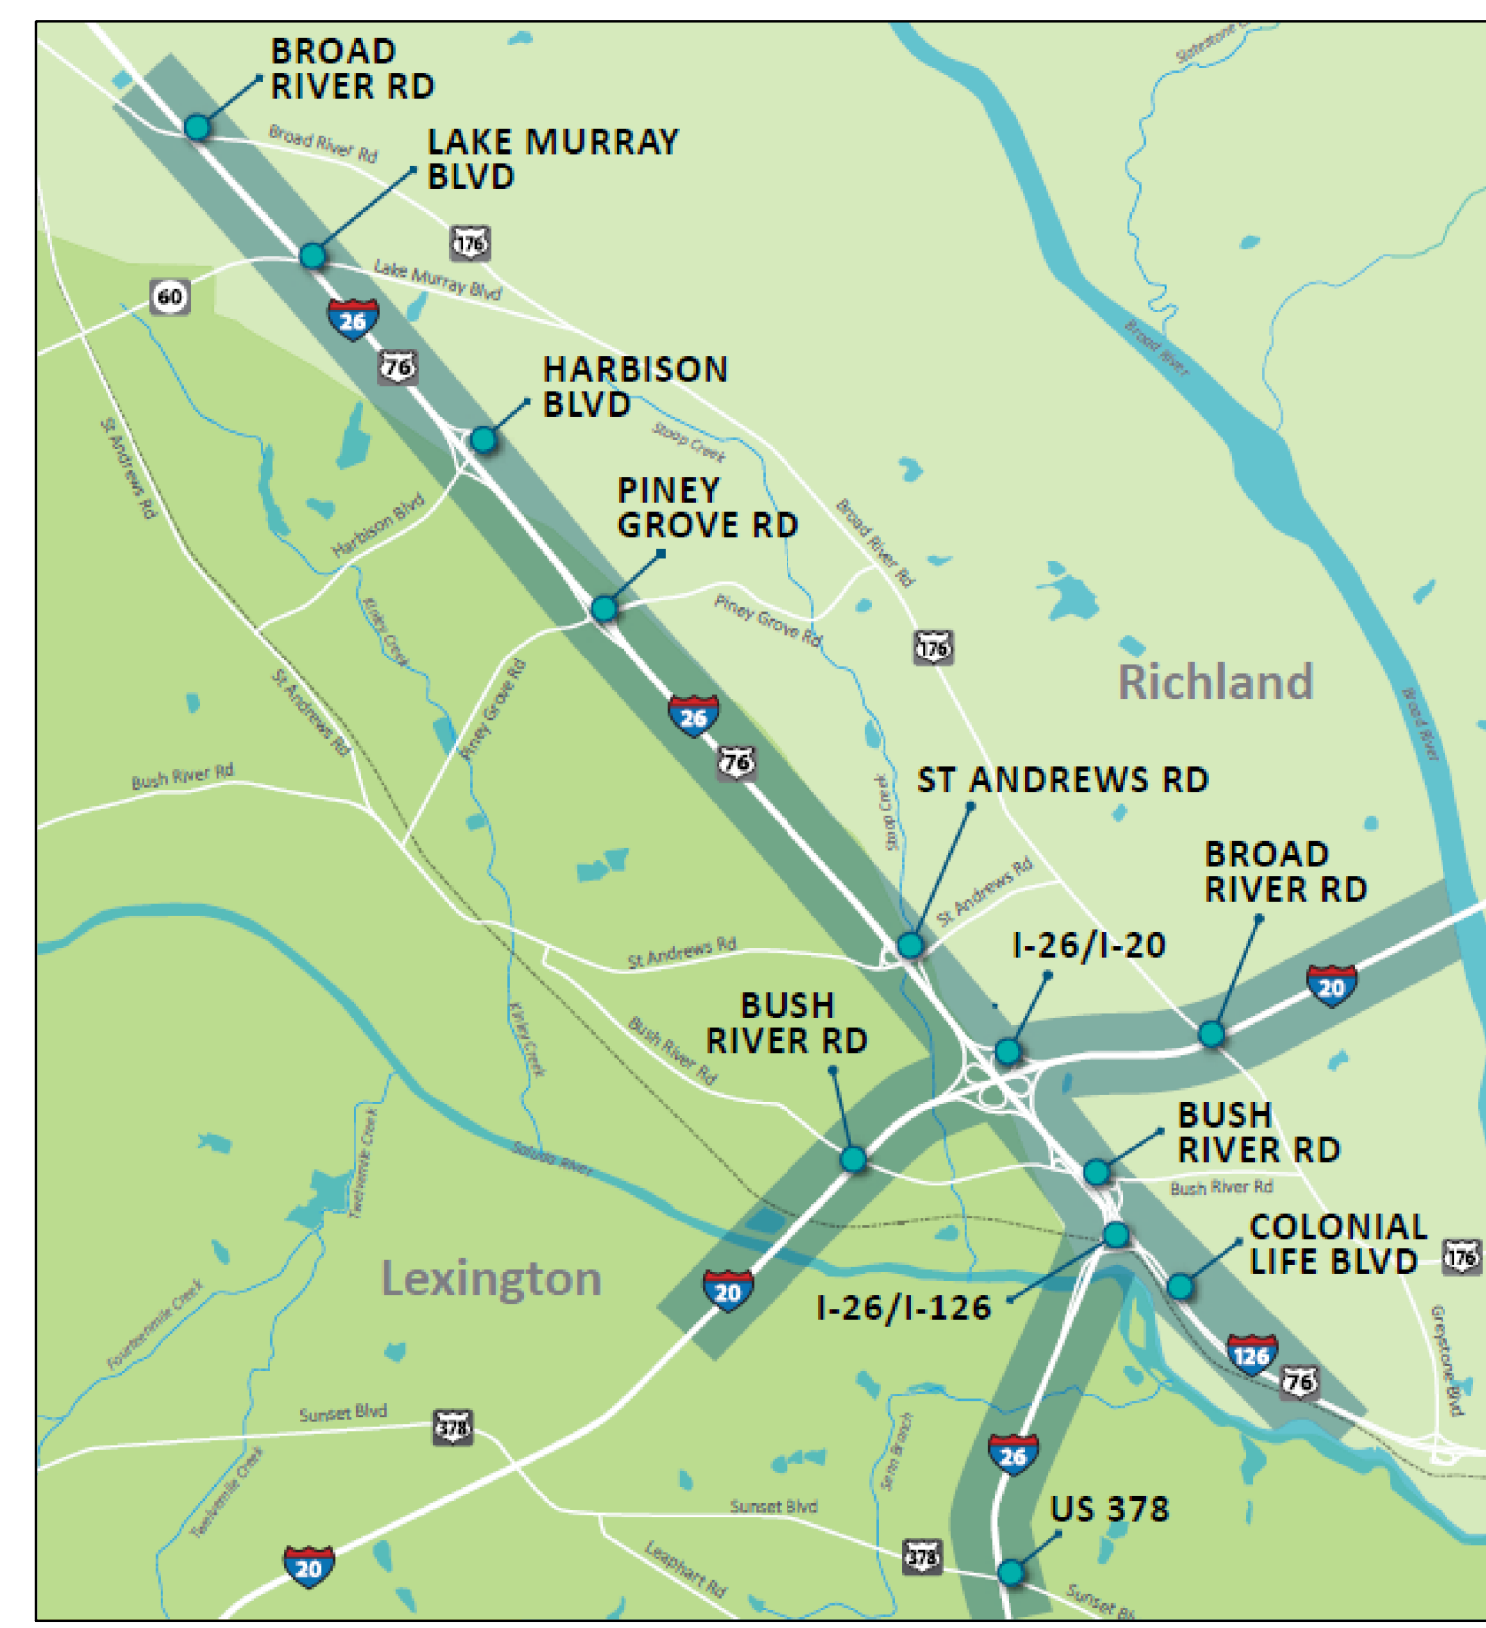 BROAD
RIVER RD
Slatestone
Broad River Rd
LAKE MURRAY
BLVD
176
Lake Murray Blvd
60
26
76
Broad River
HARBISON
BLVD
Stoop Creek
St Andrews Rd
Harbison Blvd
PINEY
GROVE RD
Broad River Rd
Kinley Creek
Piney Grove Rd
176
Richland
St Andrews Rd
Piney Grove Rd
26
76
Broad River
Bush River Rd
ST ANDREWS RD
Stoop Creek
BROAD
RIVER RD
St Andrews Rd
I-26/I-20
St Andrews Rd
20
BUSH
RIVER RD
Kinley Creek
Bush River Rd
BUSH
RIVER RD
Twelvemile Creek
Saluda River
Bush River Rd
COLONIAL
LIFE BLVD
176
Lexington
20
I-26/I-126
Fourteenmile Creek
126
76
Greystone Blvd
Sunset Blvd
378
26
Senn Branch
Twelvemile Creek
Sunset Blvd
US 378
20
378
Leaphart Rd
Sunset Bl